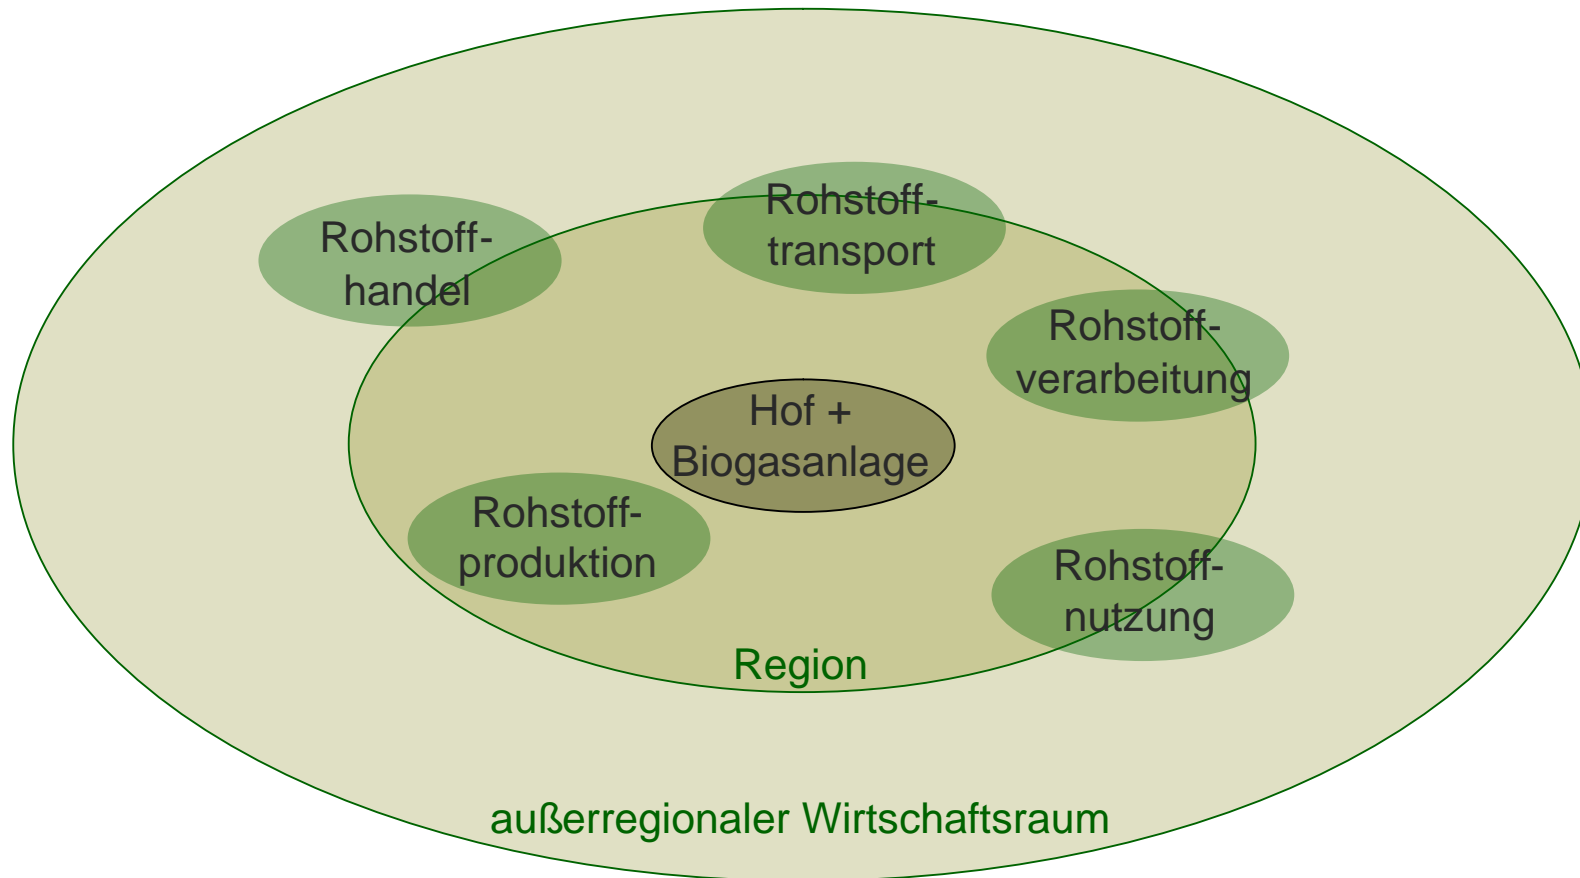 Rohstoff-
handel
Rohstoff-
transport
Rohstoff-
verarbeitung
Hof +
Biogasanlage
Rohstoff-
produktion
Rohstoff-
nutzung
Region
außerregionaler Wirtschaftsraum